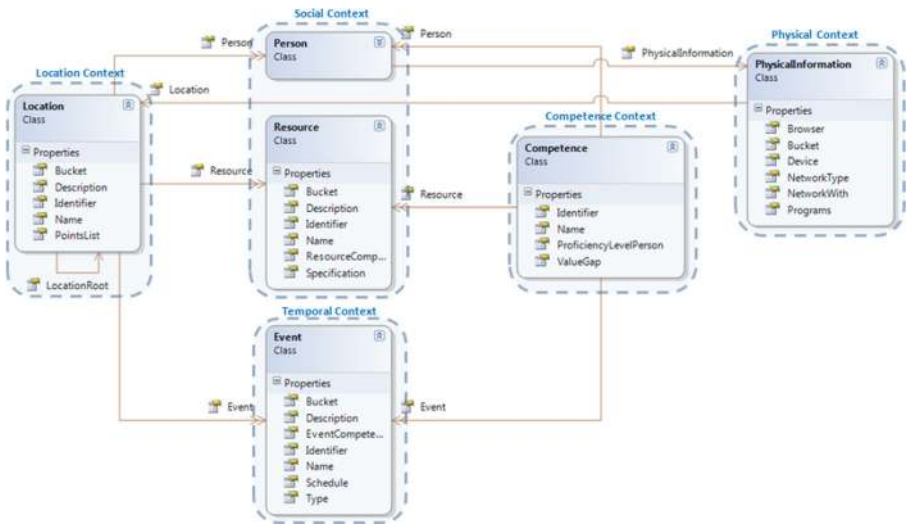 Social Context
Person
Person
Class
Person
PhysicalInformation
Physical Context
PhysicalInformation
Class
Properties
Browser
Bucket
Device
NetworkType
NetworkWith
Programs
Location Context
Location
Location
Class
Properties
Bucket
Description
Identifier
Name
PointsList
LocationRoot
Resource
Resource
Class
Properties
Bucket
Description
Identifier
Name
ResourceComp...
Specification
Resource
Competence Context
Competence
Class
Properties
Identifier
Name
ProficiencyLevelPerson
ValueGap
Temporal Context
Event
Class
Properties
Bucket
Description
EventCompete...
Identifier
Name
Schedule
Type
Event
Event